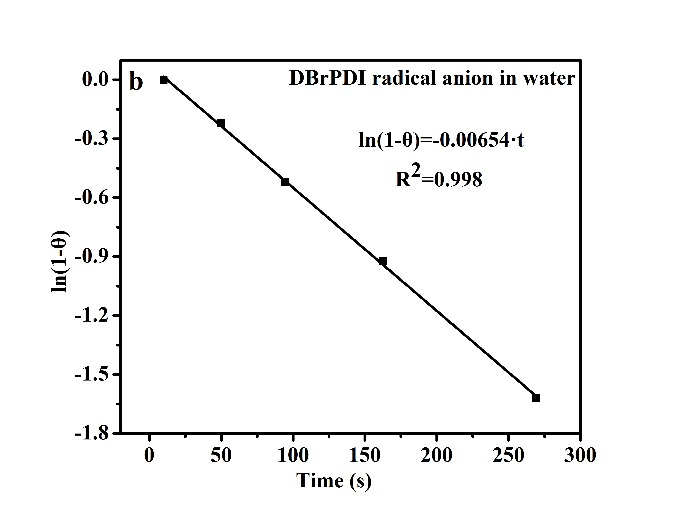 b
DBrPDI radical anion in water
ln(1-θ)=-0.00654·t
R²=0.998
0.0
-0.3
-0.6
-0.9
-1.2
-1.5
-1.8
ln(1-θ)
0 50 100 150 200 250 300
Time (s)